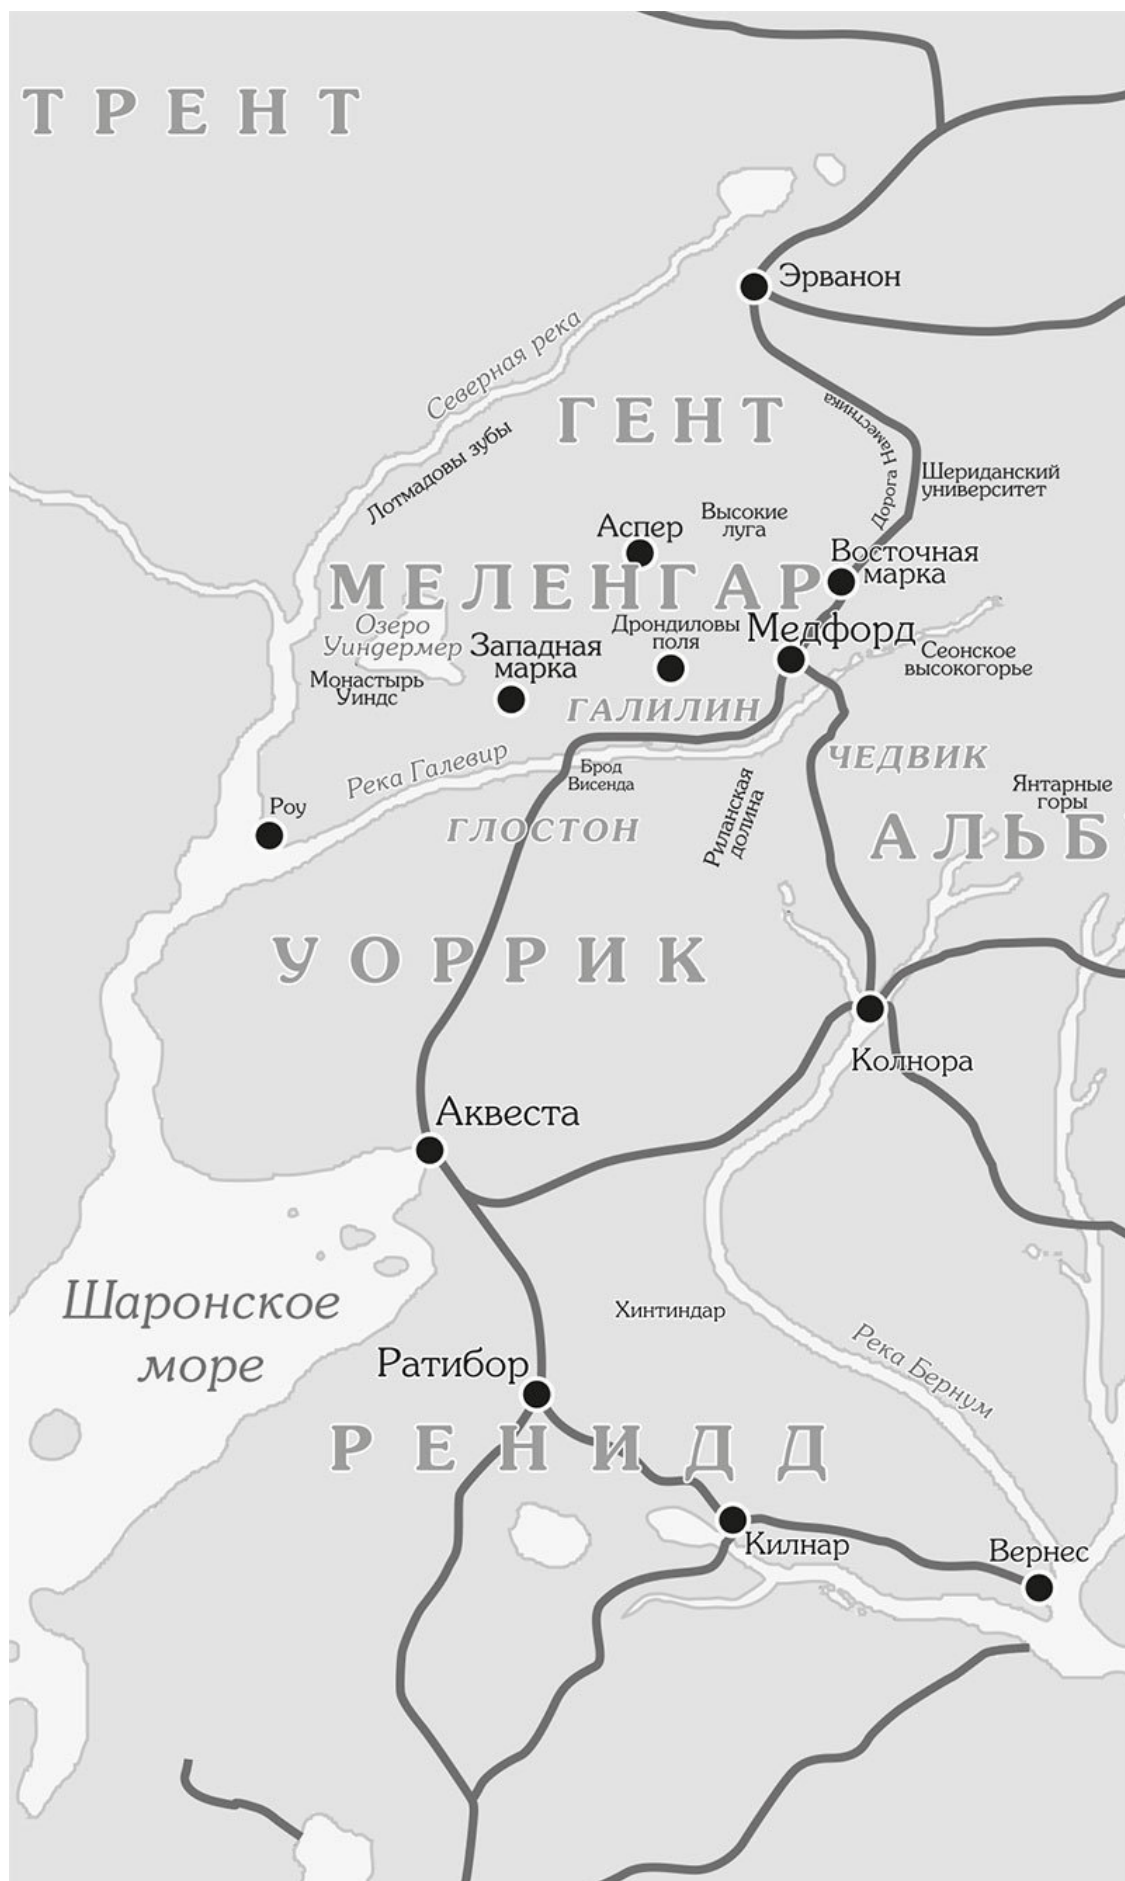 ТРЕНТ
Эрванон
Северная река
ГЕНТ
Дорога Наместника
Лотмадовы зубы
Шериданский
университет
Высокие
луга
Аспер
Восточная
марка
МЕЛЕНГАР
Озеро
Уиндермер
Дрондиловы
поля
Медфорд
Западная
марка
Сеонское
высокогорье
Монастырь
Уиндс
ГАЛИЛИН
ЧЕДВИК
Река Галевир
Брод
Висенда
Янтарные
горы
Роу
Риланская
долина
ГЛОСТОН
АЛЬБ
УОРРИК
Колнора
Аквеста
Шаронское
море
Хинтиндар
Река Бернум
Ратибор
РЕНИДД
Килнар
Вернес